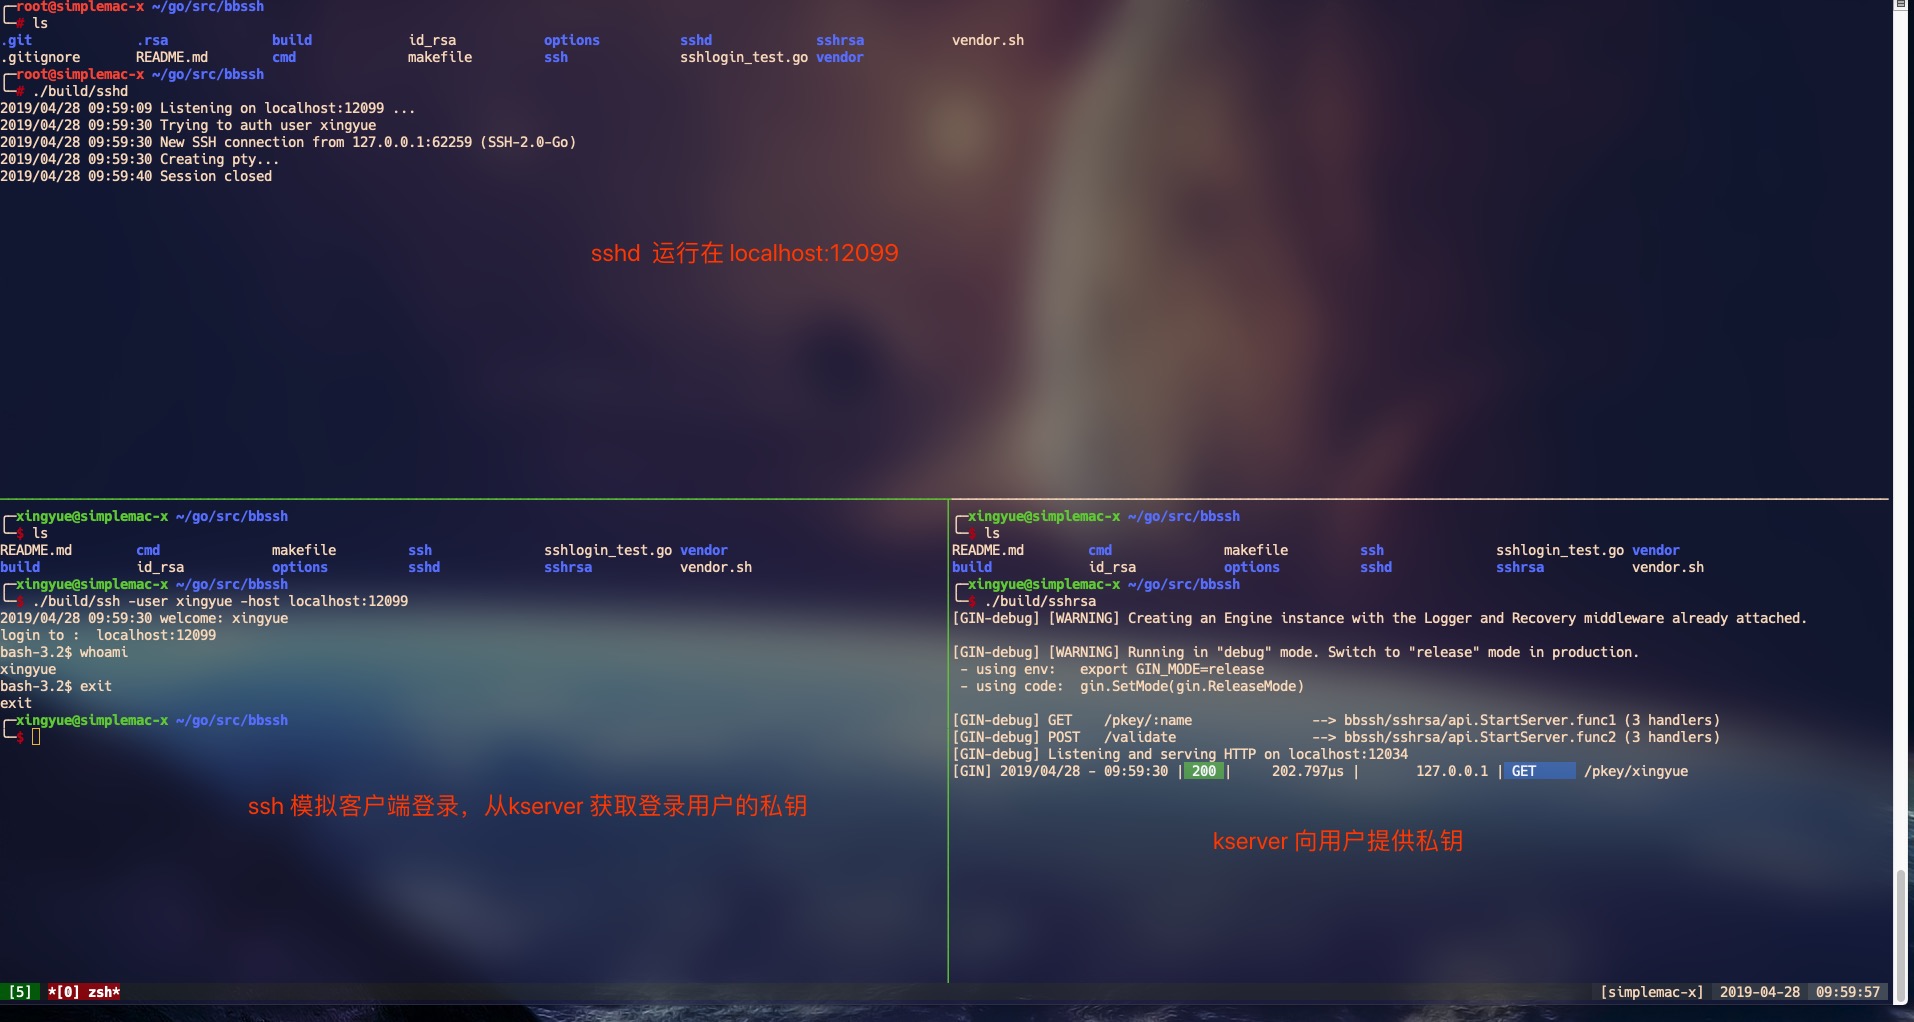 root@simplemac-x ~/go/src/bbssh
# ls
.git .rsa build id_rsa options sshd sshrsa vendor.sh
.gitignore README.md cmd makefile ssh sshlogin_test.go vendor
root@simplemac-x ~/go/src/bbssh
# ./build/sshd
2019/04/28 09:59:09 Listening on localhost:12099 ...
2019/04/28 09:59:30 Trying to auth user xingyue
2019/04/28 09:59:30 New SSH connection from 127.0.0.1:62259 (SSH-2.0-Go)
2019/04/28 09:59:30 Creating pty...
2019/04/28 09:59:40 Session closed
sshd 运行在 localhost:12099
xingyue@simplemac-x ~/go/src/bbssh
$ ls
README.md cmd makefile ssh sshlogin_test.go vendor
build id_rsa options sshd sshrsa vendor.sh
xingyue@simplemac-x ~/go/src/bbssh
$ ./build/ssh -user xingyue -host localhost:12099
2019/04/28 09:59:30 welcome: xingyue
login to : localhost:12099
bash-3.2$ whoami
xingyue
bash-3.2$ exit
exit
xingyue@simplemac-x ~/go/src/bbssh
$
ssh 模拟客户端登录，从kserver 获取登录用户的私钥
xingyue@simplemac-x ~/go/src/bbssh
$ ls
README.md cmd makefile ssh sshlogin_test.go vendor
build id_rsa options sshd sshrsa vendor.sh
xingyue@simplemac-x ~/go/src/bbssh
$ ./build/sshrsa
[GIN-debug] [WARNING] Creating an Engine instance with the Logger and Recovery middleware already attached.
[GIN-debug] [WARNING] Running in "debug" mode. Switch to "release" mode in production.
- using env: export GIN_MODE=release
- using code: gin.SetMode(gin.ReleaseMode)
[GIN-debug] GET /pkey/:name --> bbssh/sshrsa/api.StartServer.func1 (3 handlers)
[GIN-debug] POST /validate --> bbssh/sshrsa/api.StartServer.func2 (3 handlers)
[GIN-debug] Listening and serving HTTP on localhost:12034
[GIN] 2019/04/28 - 09:59:30 | 200 | 202.797µs | 127.0.0.1 | GET /pkey/xingyue
kserver 向用户提供私钥
[5] *[0] zsh* [simplemac-x] 2019-04-28 09:59:57